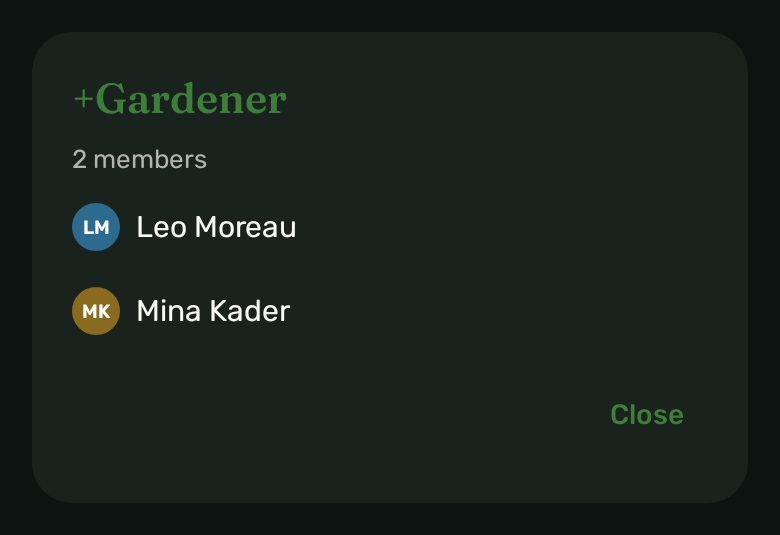 +Gardener
2 members
LM Leo Moreau
MK Mina Kader
Close